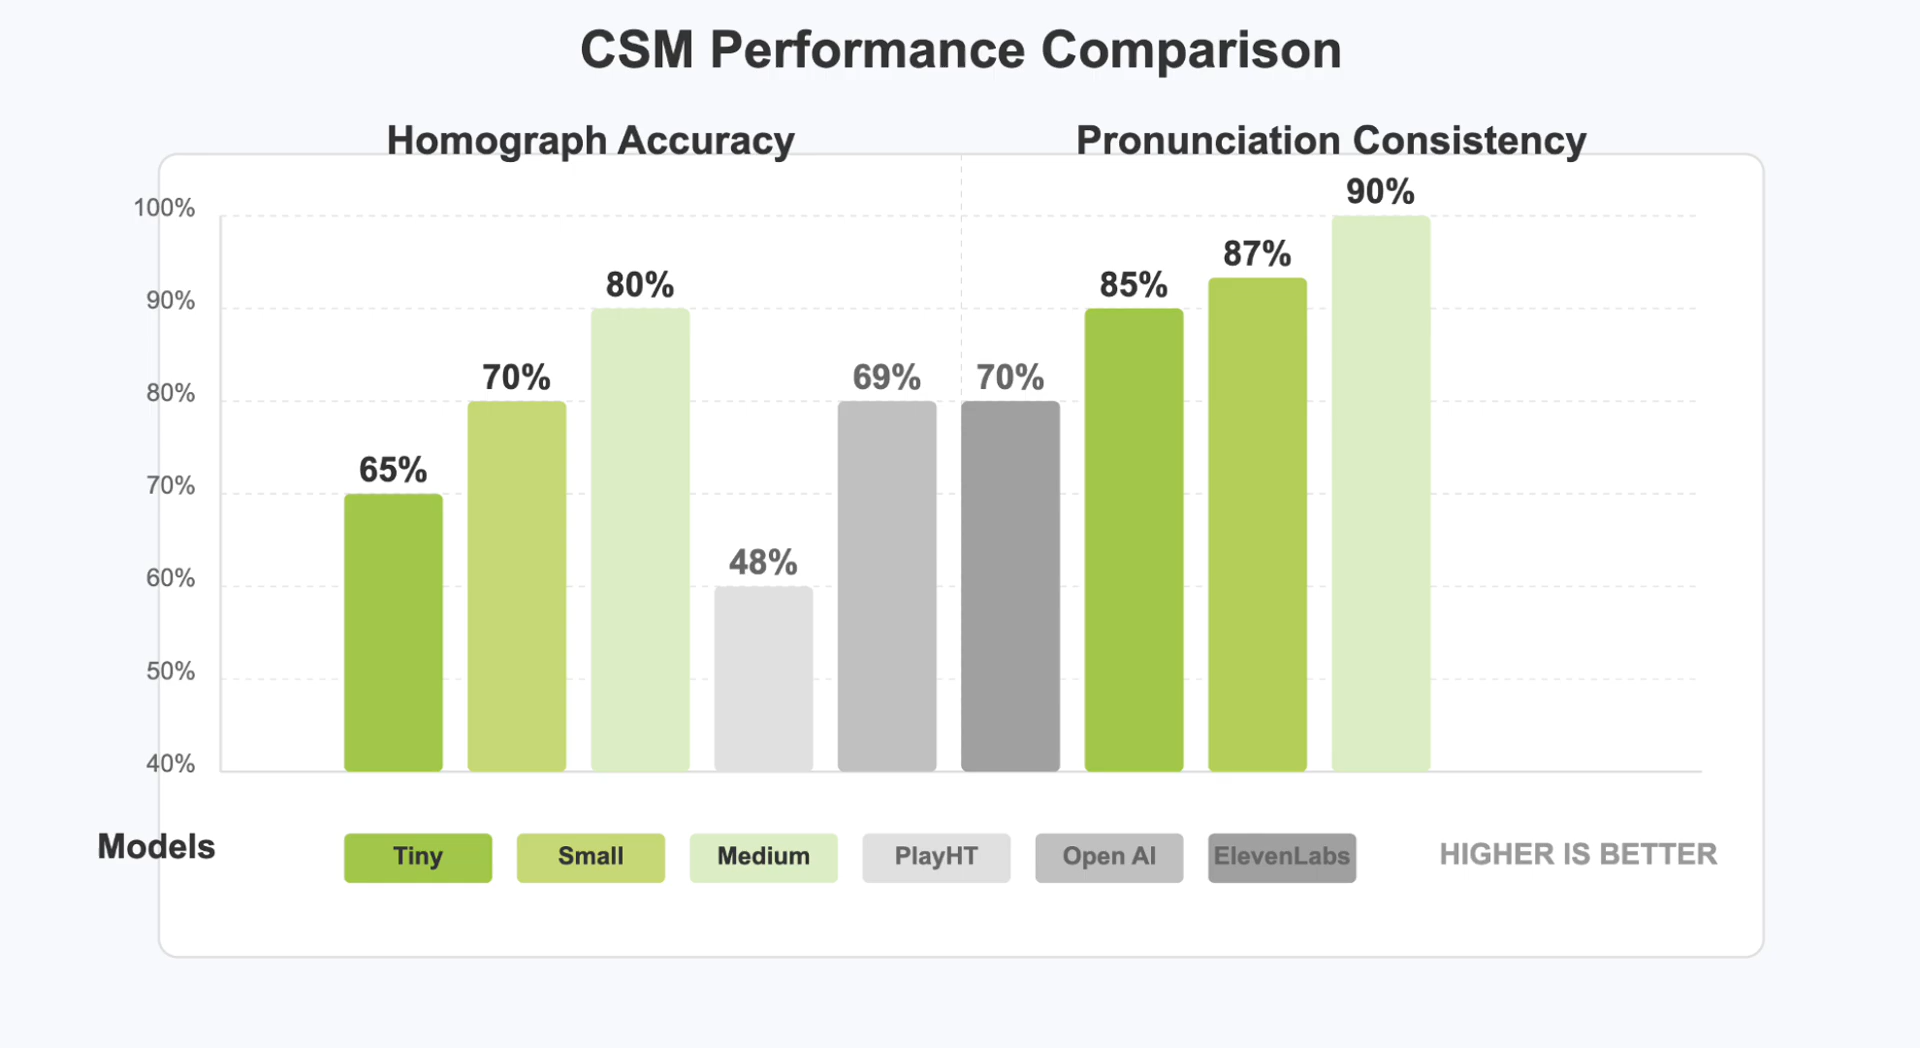 CSM Performance Comparison
Homograph Accuracy
Pronunciation Consistency
100%
90%
80%
70%
60%
50%
40%
65%
70%
80%
48%
69%
70%
85%
87%
90%
Models
Tiny
Small
Medium
PlayHT
Open AI
ElevenLabs
HIGHER IS BETTER